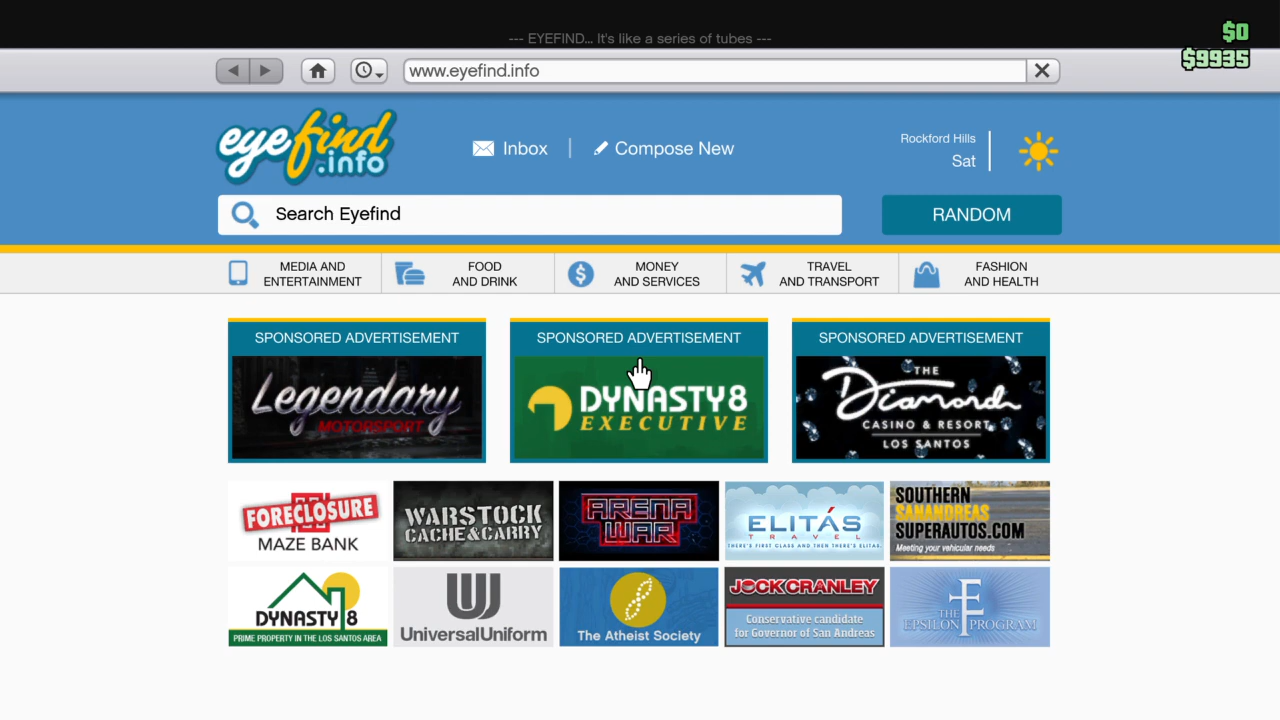 --- EYEFIND... It's like a series of tubes ---
$0
$9935
www.eyefind.info
eyefind
.info
Inbox
Compose New
Rockford Hills
Sat
Search Eyefind
RANDOM
MEDIA AND
ENTERTAINMENT
FOOD
AND DRINK
MONEY
AND SERVICES
TRAVEL
AND TRANSPORT
FASHION
AND HEALTH
SPONSORED ADVERTISEMENT
Legendary
MOTORSPORT
SPONSORED ADVERTISEMENT
DYNASTY 8
EXECUTIVE
SPONSORED ADVERTISEMENT
THE
Diamond
CASINO & RESORT
LOS SANTOS
FORECLOSURE
MAZE BANK
WARSTOCK
CACHE & CARRY
ARENA
WAR
ELITÁS
TRAVEL
THERE'S FIRST CLASS AND THEN THERE'S ELITAS.
SOUTHERN
SANANDREAS
SUPERAUTOS.COM
Meeting your vehicular needs
DYNASTY 8
PRIME PROPERTY IN THE LOS SANTOS AREA
UniversalUniform
The Atheist Society
JOCK CRANLEY
Conservative candidate
for Governor of San Andreas
THE
EPSILON PROGRAM